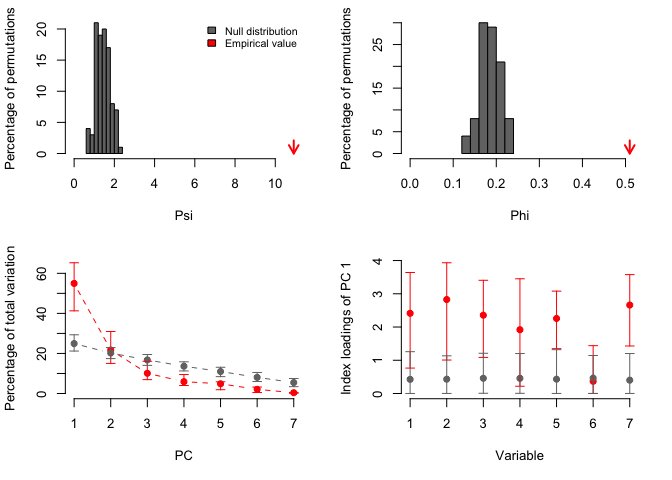 Percentage of permutations
0
5
10
15
20
Null distribution
Empirical value
0 2 4 6 8 10
Psi
Percentage of permutations
0
5
15
25
0.0 0.1 0.2 0.3 0.4 0.5
Phi
Percentage of total variation
0
20
40
60
1 2 3 4 5 6 7
PC
Index loadings of PC 1
0
1
2
3
4
1 2 3 4 5 6 7
Variable